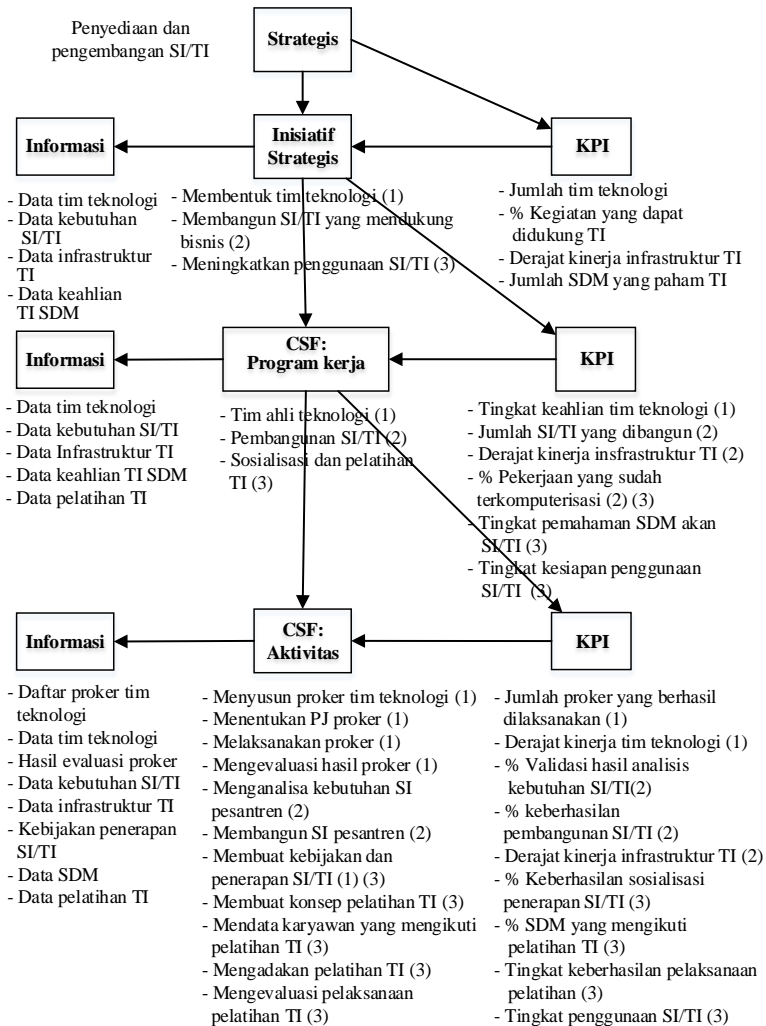 Penyediaan dan
pengembangan SI/TI
Strategis
Informasi
Inisiatif
Strategis
KPI
- Data tim teknologi
- Data kebutuhan
SI/TI
- Data infrastruktur
TI
- Data keahlian
TI SDM
- Membentuk tim teknologi (1)
- Membangun SI/TI yang mendukung
bisnis (2)
- Meningkatkan penggunaan SI/TI (3)
- Jumlah tim teknologi
- % Kegiatan yang dapat
didukung TI
- Derajat kinerja infrastruktur TI
- Jumlah SDM yang paham TI
Informasi
CSF:
Program kerja
KPI
- Data tim teknologi
- Data kebutuhan SI/TI
- Data Infrastruktur TI
- Data keahlian TI SDM
- Data pelatihan TI
- Tim ahli teknologi (1)
- Pembangunan SI/TI (2)
- Sosialisasi dan pelatihan
TI (3)
- Tingkat keahlian tim teknologi (1)
- Jumlah SI/TI yang dibangun (2)
- Derajat kinerja insfrastruktur TI (2)
- % Pekerjaan yang sudah
terkomputerisasi (2) (3)
- Tingkat pemahaman SDM akan
SI/TI (3)
- Tingkat kesiapan penggunaan
SI/TI (3)
Informasi
CSF:
Aktivitas
KPI
- Daftar proker tim
teknologi
- Data tim teknologi
- Hasil evaluasi proker
- Data kebutuhan SI/TI
- Data infrastruktur TI
- Kebijakan penerapan
SI/TI
- Data SDM
- Data pelatihan TI
- Menyusun proker tim teknologi (1)
- Menentukan PJ proker (1)
- Melaksanakan proker (1)
- Mengevaluasi hasil proker (1)
- Menganalisa kebutuhan SI
pesantren (2)
- Membangun SI pesantren (2)
- Membuat kebijakan dan
penerapan SI/TI (1) (3)
- Membuat konsep pelatihan TI (3)
- Mendata karyawan yang mengikuti
pelatihan TI (3)
- Mengadakan pelatihan TI (3)
- Mengevaluasi pelaksanaan
pelatihan TI (3)
- Jumlah proker yang berhasil
dilaksanakan (1)
- Derajat kinerja tim teknologi (1)
- % Validasi hasil analisis
kebutuhan SI/TI(2)
- % keberhasilan
pembangunan SI/TI (2)
- Derajat kinerja infrastruktur TI (2)
- % Keberhasilan sosialisasi
penerapan SI/TI (3)
- % SDM yang mengikuti
pelatihan TI (3)
- Tingkat keberhasilan pelaksanaan
pelatihan (3)
- Tingkat penggunaan SI/TI (3)